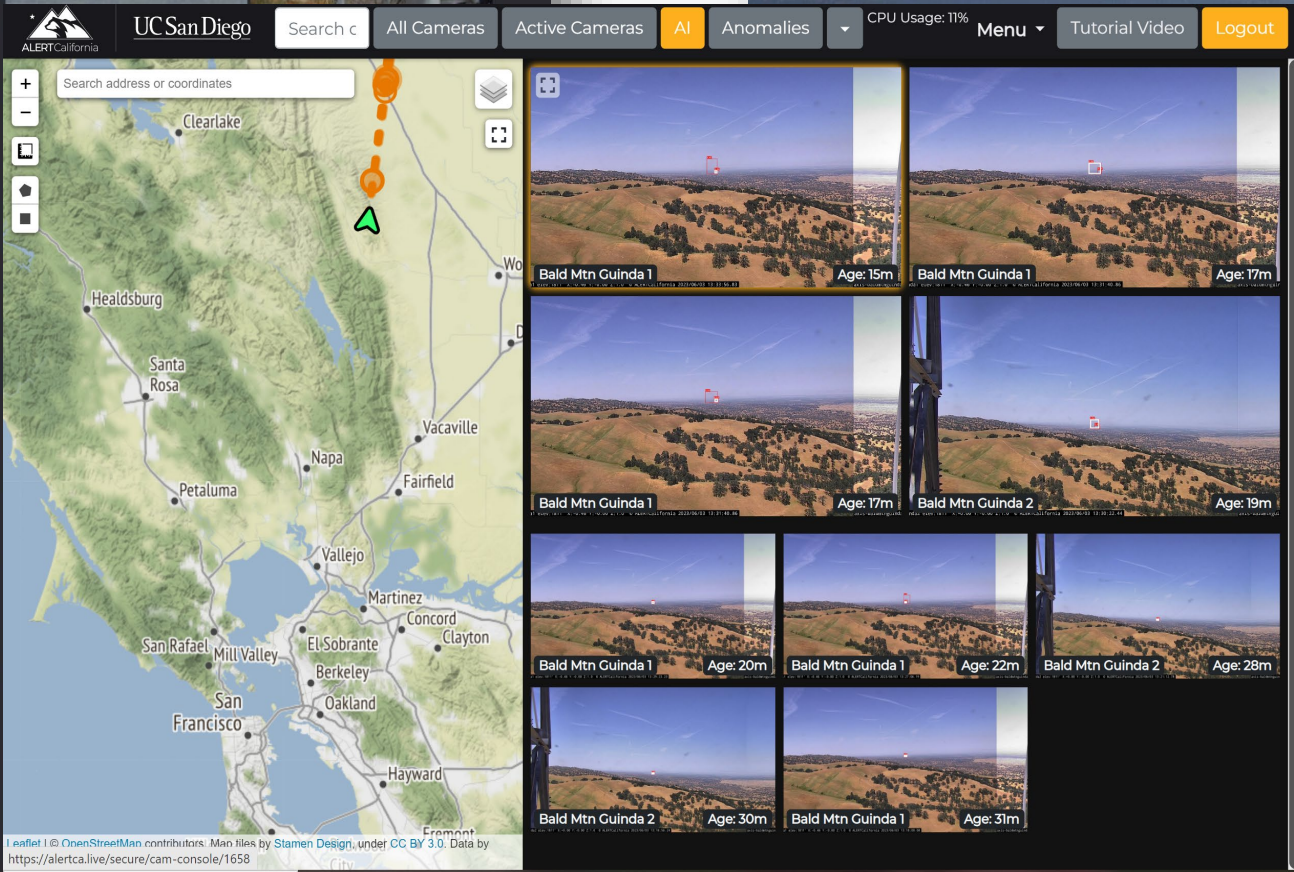 ALERTCalifornia
UC San Diego
Search c
All Cameras
Active Cameras
AI
Anomalies
CPU Usage: 11%
Menu
Tutorial Video
Logout
+
Search address or coordinates
−
Clearlake
Wo
Healdsburg
D
Santa
Rosa
Vacaville
Napa
Fairfield
Petaluma
Vallejo
Martinez
Concord
San Rafael
Mill Valley
El Sobrante
Clayton
Berkeley
San
Francisco
Oakland
Hayward
Fremont
City
Leaflet | © OpenStreetMap contributors. Map tiles by Stamen Design, under CC BY 3.0. Data by
https://alertca.live/secure/cam-console/1658
Bald Mtn Guinda 1
Age: 15m
Bald Mtn Guinda 1
Age: 17m
Bald Mtn Guinda 1
Age: 17m
Bald Mtn Guinda 2
Age: 19m
Bald Mtn Guinda 1
Age: 20m
Bald Mtn Guinda 1
Age: 22m
Bald Mtn Guinda 2
Age: 28m
Bald Mtn Guinda 2
Age: 30m
Bald Mtn Guinda 1
Age: 31m